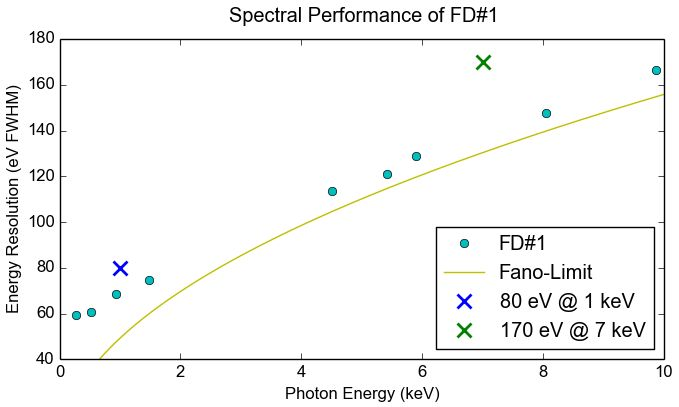 Spectral Performance of FD#1
Energy Resolution (eV FWHM)
180
160
140
120
100
80
60
40
0 2 4 6 8 10
Photon Energy (keV)
FD#1
Fano-Limit
80 eV @ 1 keV
170 eV @ 7 keV